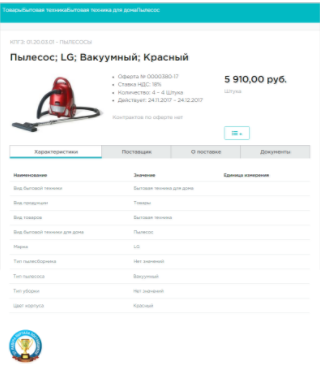 ТоварыБытовая техникаБытовая техника для домаПылесос
КПГЗ: 01.20.03.01 - ПЫЛЕСОСЫ
Пылесос; LG; Вакуумный; Красный
Оферта № 0000380-17
Ставка НДС: 18%
Количество: 4 - 4 Штука
Действует: 24.11.2017 - 24.12.2017
Контрактов по оферте нет
5 910,00 руб.
Штука
Характеристики Поставщик О поставке Документы
Наименование Значение Единица измерения
Вид бытовой техники Бытовая техника для дома
Вид продукции Товары
Вид товаров Бытовая техника
Вид бытовой техники для дома Пылесос
Марка LG
Тип пылесборника Нет значения
Тип пылесоса Вакуумный
Тип уборки Нет значения
Цвет корпуса Красный